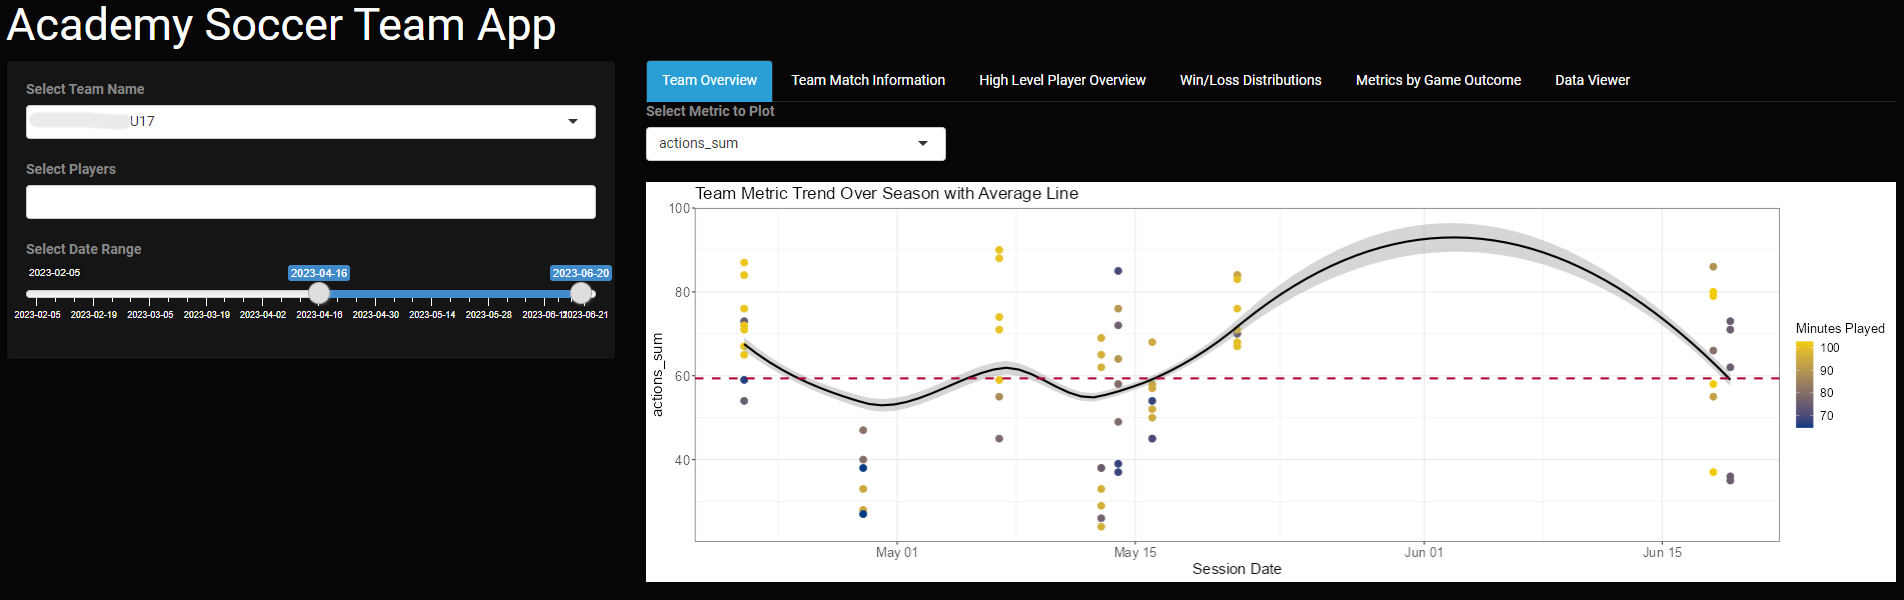 Academy Soccer Team App
Select Team Name
U17
Select Players
Select Date Range
2023-02-05 2023-04-16 2023-06-20
2023-02-05 2023-02-19 2023-03-05 2023-03-19 2023-04-02 2023-04-16 2023-04-30 2023-05-14 2023-05-28 2023-06-21
Team Overview Team Match Information High Level Player Overview Win/Loss Distributions Metrics by Game Outcome Data Viewer
Select Metric to Plot
actions_sum
Team Metric Trend Over Season with Average Line
100
80
60
40
actions_sum
May 01 May 15 Jun 01 Jun 15
Session Date
Minutes Played
100
90
80
70